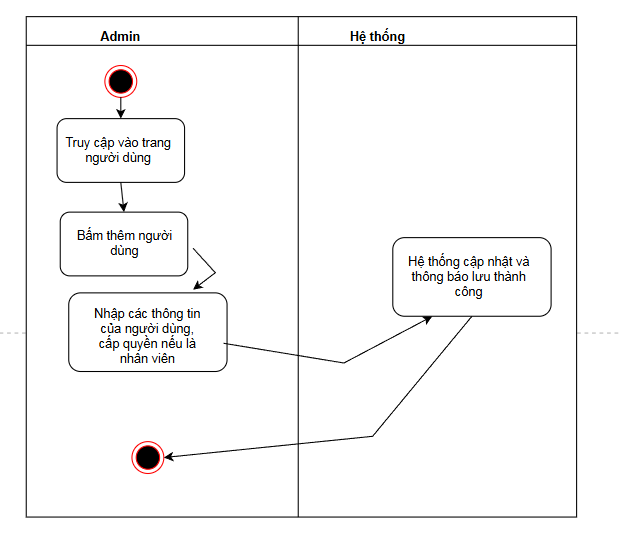 Admin
Hệ thống
Truy cập vào trang
người dùng
Bấm thêm người
dùng
Hệ thống cập nhật và
thông báo lưu thành
công
Nhập các thông tin
của người dùng,
cấp quyền nếu là
nhân viên